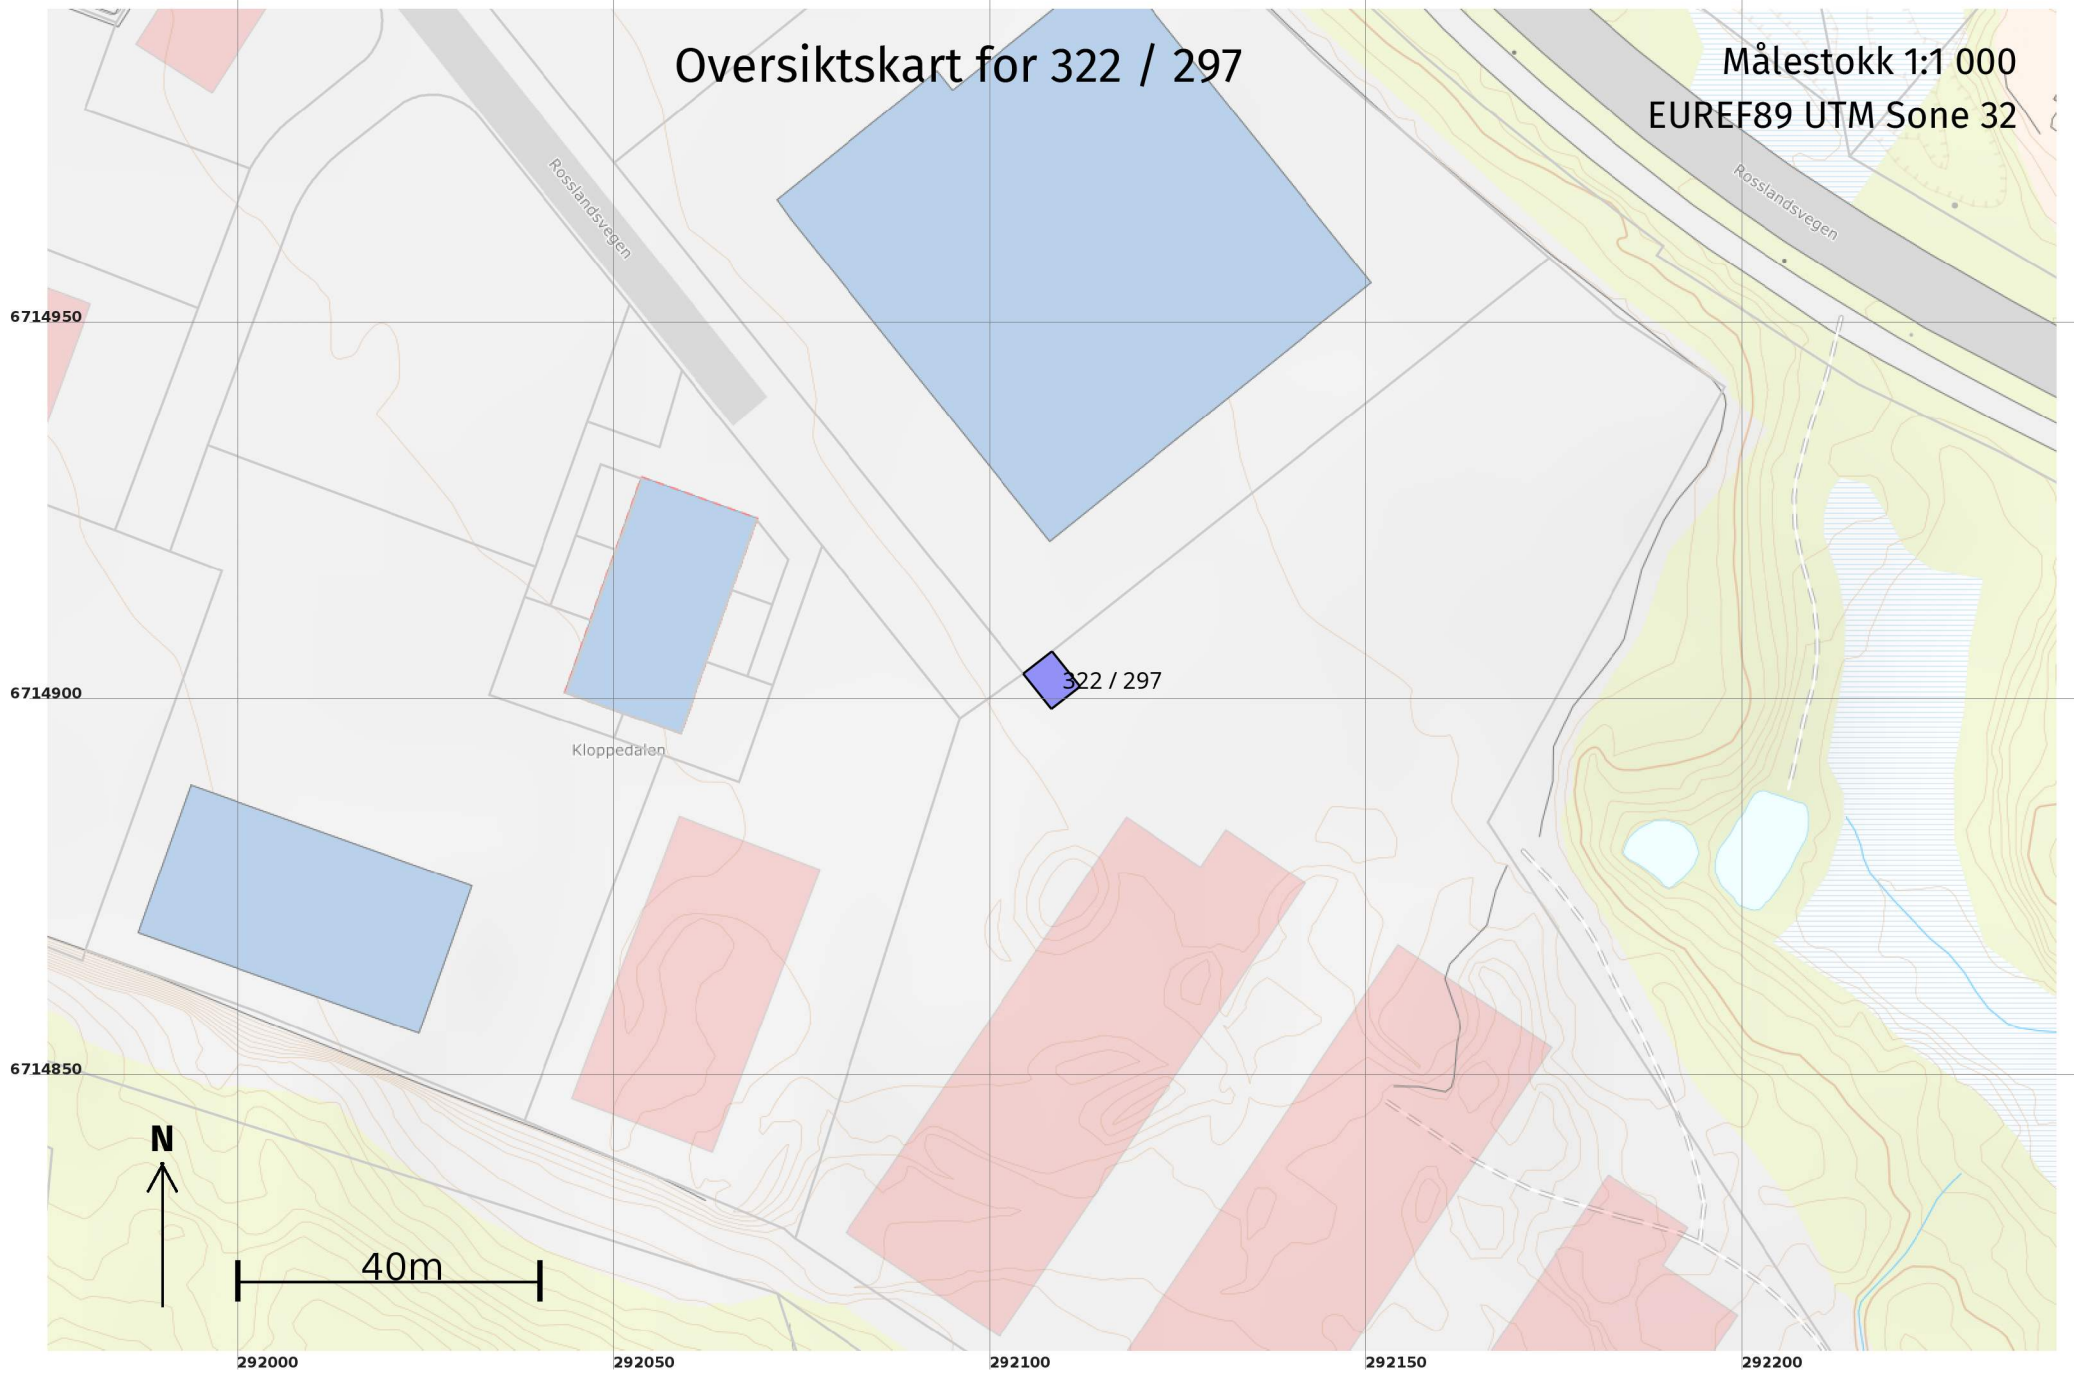 Oversiktskart for 322 / 297
Målestokk 1:1 000
EUREF89 UTM Sone 32
Rosslandsvegen
Rosslandsvegen
6714950
322 / 297
6714900
Kloppedalen
6714850
N
40m
292000
292050
292100
292150
292200